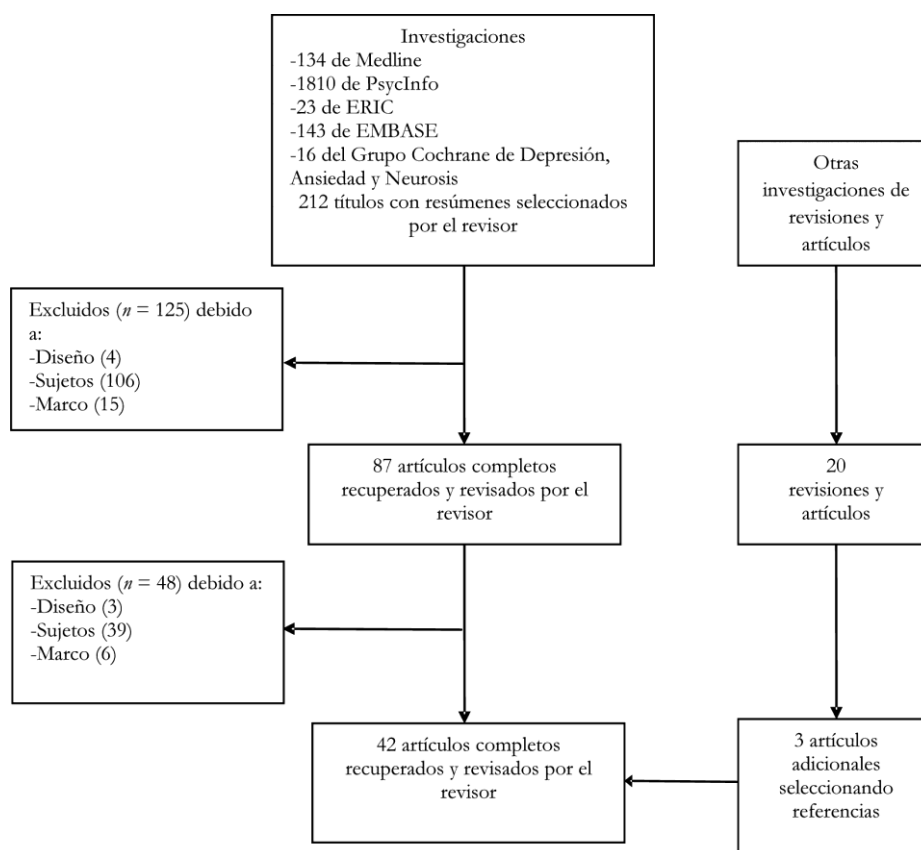 Investigaciones
-134 de Medline
-1810 de PsycInfo
-23 de ERIC
-143 de EMBASE
-16 del Grupo Cochrane de Depresión,
Ansiedad y Neurosis
212 títulos con resúmenes seleccionados
por el revisor
Otras
investigaciones de
revisiones y
artículos
Excluidos (n = 125) debido
a:
-Diseño (4)
-Sujetos (106)
-Marco (15)
87 artículos completos
recuperados y revisados por el
revisor
20
revisiones y
artículos
Excluidos (n = 48) debido a:
-Diseño (3)
-Sujetos (39)
-Marco (6)
42 artículos completos
recuperados y revisados por el
revisor
3 artículos
adicionales
seleccionando
referencias